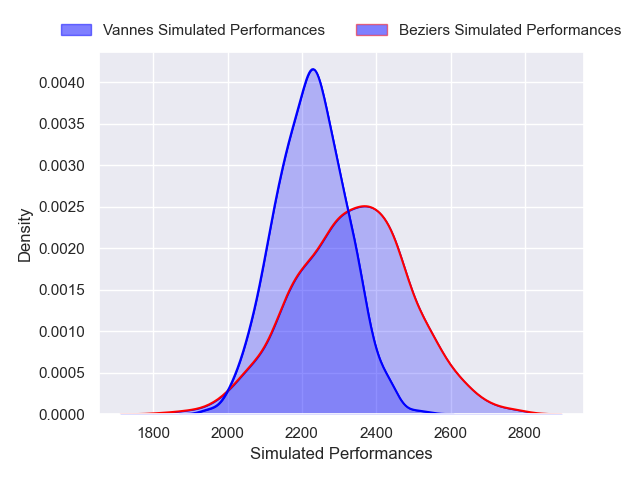 Vannes Simulated Performances
Beziers Simulated Performances
Density
0.0040
0.0035
0.0030
0.0025
0.0020
0.0015
0.0010
0.0005
0.0000
1800 2000 2200 2400 2600 2800
Simulated Performances